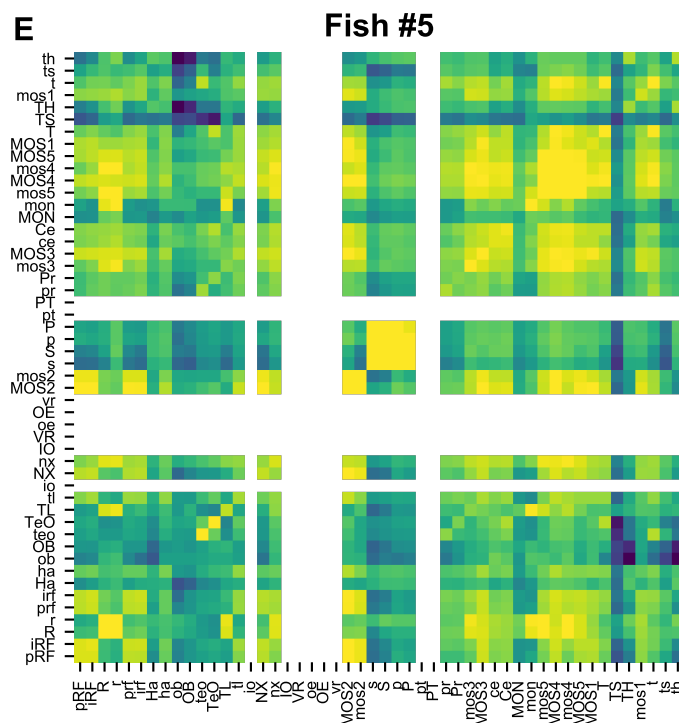 E
Fish #5
th
ts
t
mos1
TH
TS
T
MOS1
MOS5
mos4
MOS4
mos5
mon
MON
Ce
ce
MOS3
mos3
Pr
pr
PT
pt
P
p
S
s
mos2
MOS2
vr
OE
oe
VR
IO
nx
NX
io
tl
TL
TeO
teo
OB
ob
ha
Ha
irf
prf
r
R
iRF
pRF
pRF
iRF
R
r
prf
irf
Ha
ha
ob
OB
teo
TeO
TL
tl
io
NX
nx
IO
VR
oe
OE
vr
MOS2
mos2
s
S
p
P
pt
PT
pr
Pr
mos3
MOS3
ce
Ce
MON
mon
mos5
MOS4
mos4
MOS5
MOS1
T
TS
TH
mos1
t
ts
th